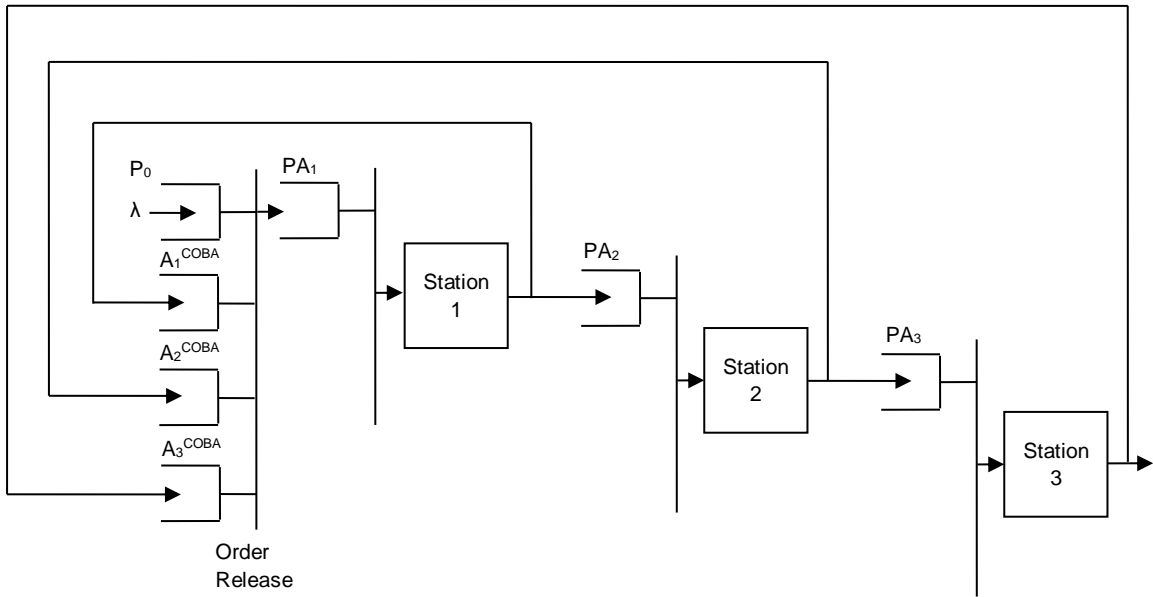 P₀
λ
A₁ᶜᴼᴮᴬ
A₂ᶜᴼᴮᴬ
A₃ᶜᴼᴮᴬ
Order
Release
PA₁
Station
1
PA₂
Station
2
PA₃
Station
3